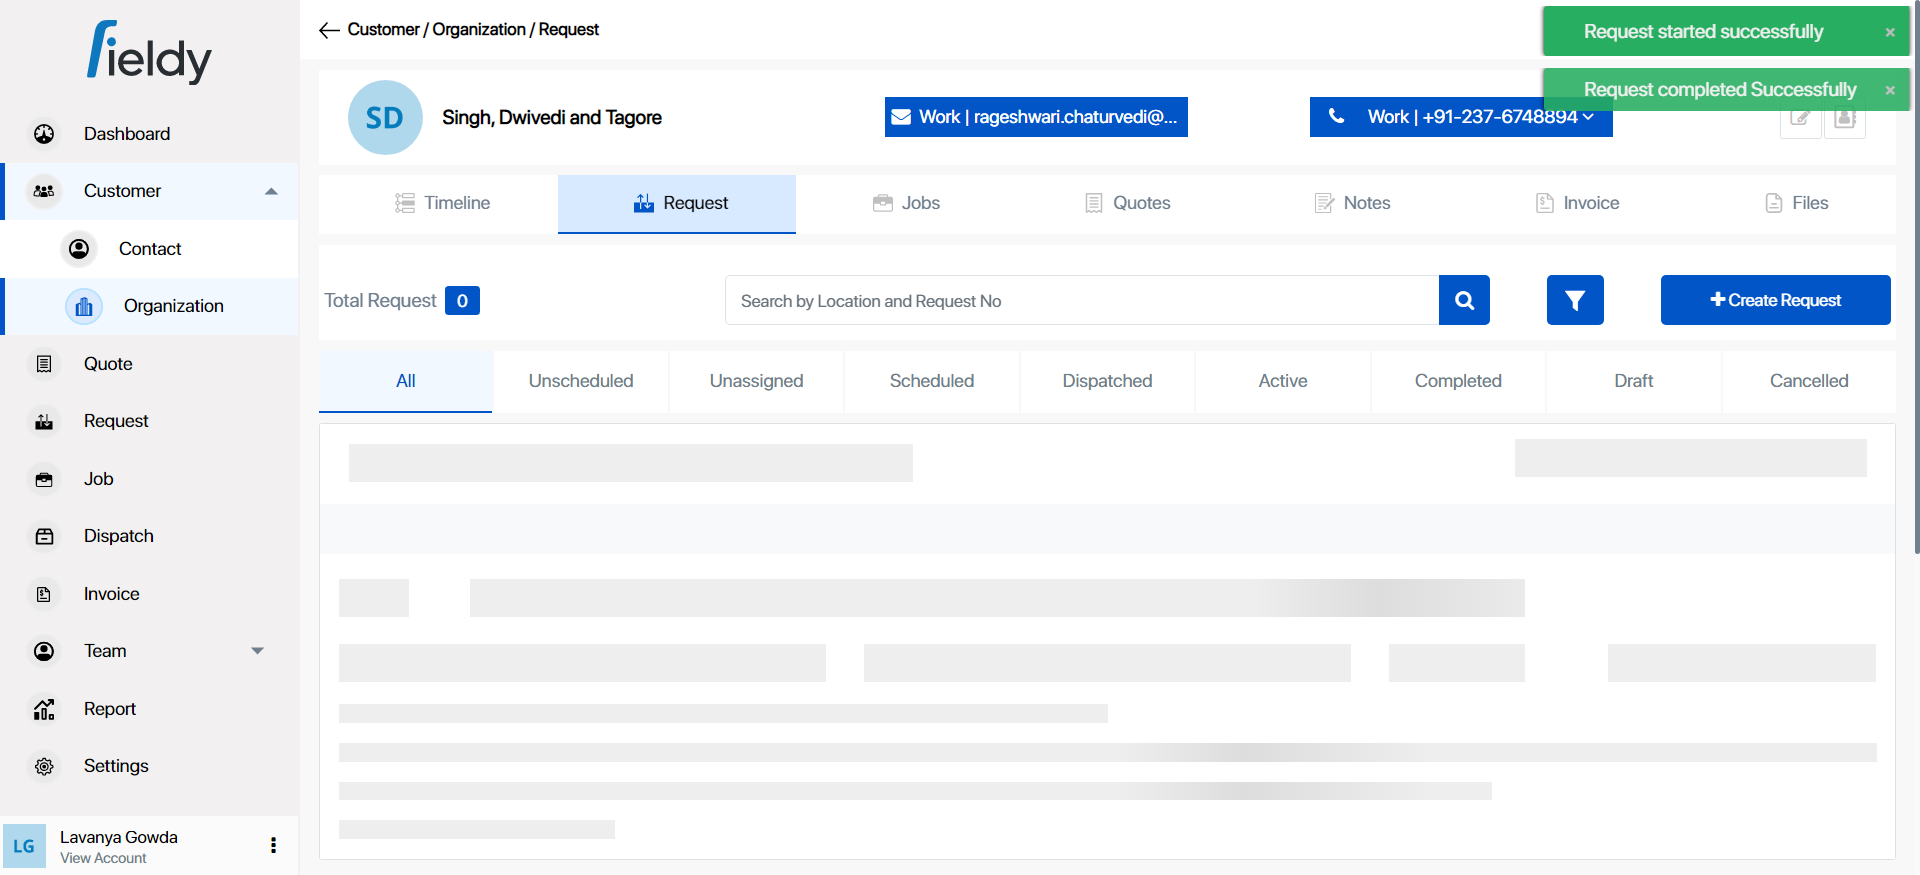 fieldy
Dashboard
Customer
Contact
Organization
Quote
Request
Job
Dispatch
Invoice
Team
Report
Settings
LG
Lavanya Gowda
View Account
Customer / Organization / Request
Request started successfully ×
Request completed Successfully ×
SD
Singh, Dwivedi and Tagore
Work | rageshwari.chaturvedi@...
Work | +91-237-6748894
Timeline
Request
Jobs
Quotes
Notes
Invoice
Files
Total Request 0
Search by Location and Request No
Create Request
All
Unscheduled
Unassigned
Scheduled
Dispatched
Active
Completed
Draft
Cancelled